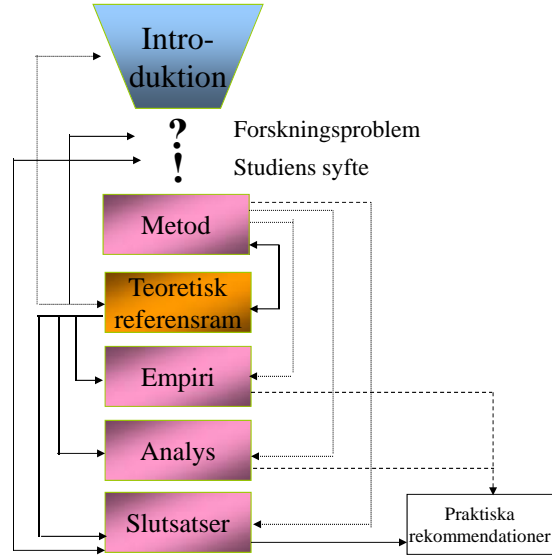 Intro-
duktion
?
Forskningsproblem
!
Studiens syfte
Metod
Teoretisk
referensram
Empiri
Analys
Slutsatser
Praktiska
rekommendationer